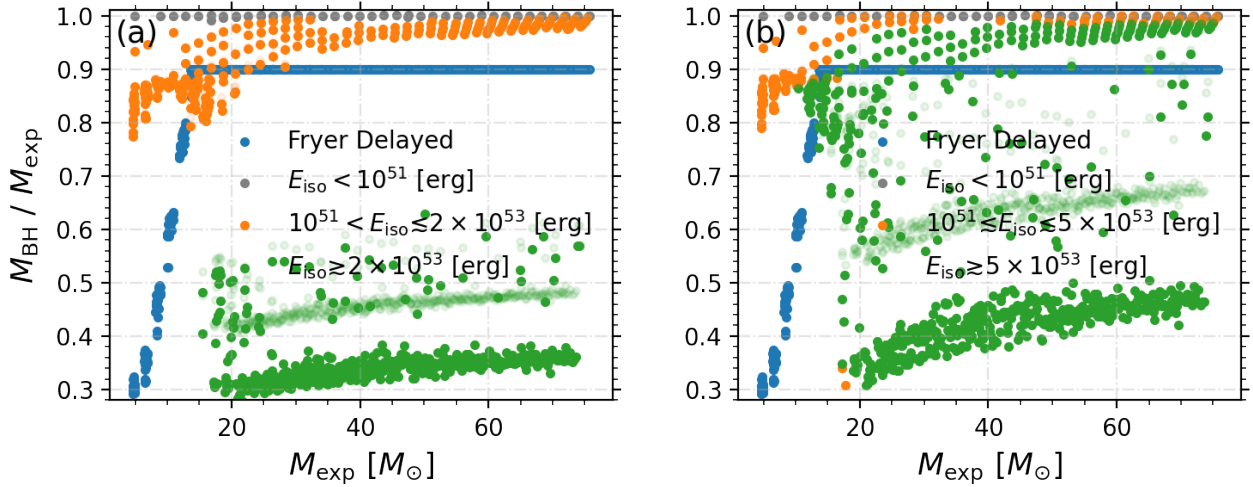 (a)
1.0
0.9
0.8
0.7
0.6
0.5
0.4
0.3
M_BH / M_exp
Fryer Delayed
E_iso < 10^51 [erg]
10^51 < E_iso ≲ 2 × 10^53 [erg]
E_iso ≳ 2 × 10^53 [erg]
20
40
60
M_exp [M_⊙]
(b)
1.0
0.9
0.8
0.7
0.6
0.5
0.4
0.3
Fryer Delayed
E_iso < 10^51 [erg]
10^51 ≲ E_iso ≲ 5 × 10^53 [erg]
E_iso ≳ 5 × 10^53 [erg]
20
40
60
M_exp [M_⊙]